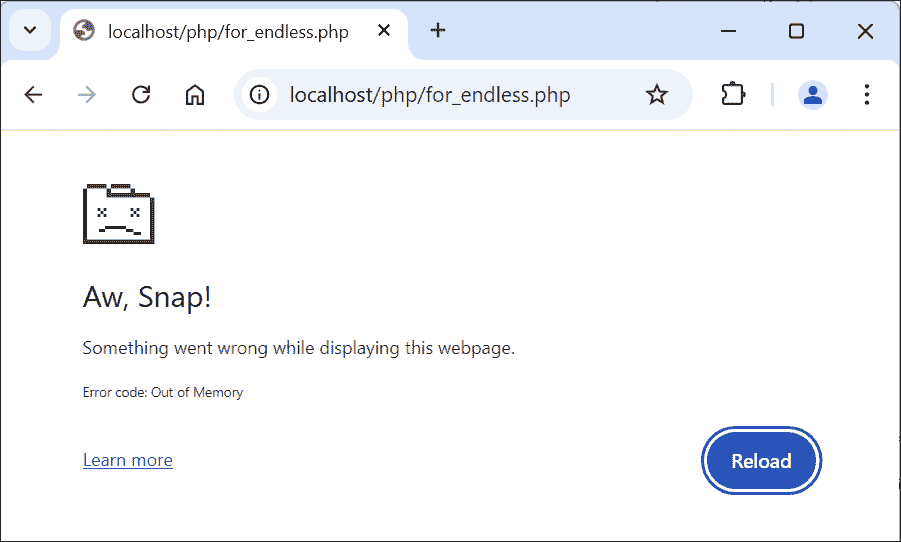 localhost/php/for_endless.php
localhost/php/for_endless.php
Aw, Snap!
Something went wrong while displaying this webpage.
Error code: Out of Memory
Learn more
Reload